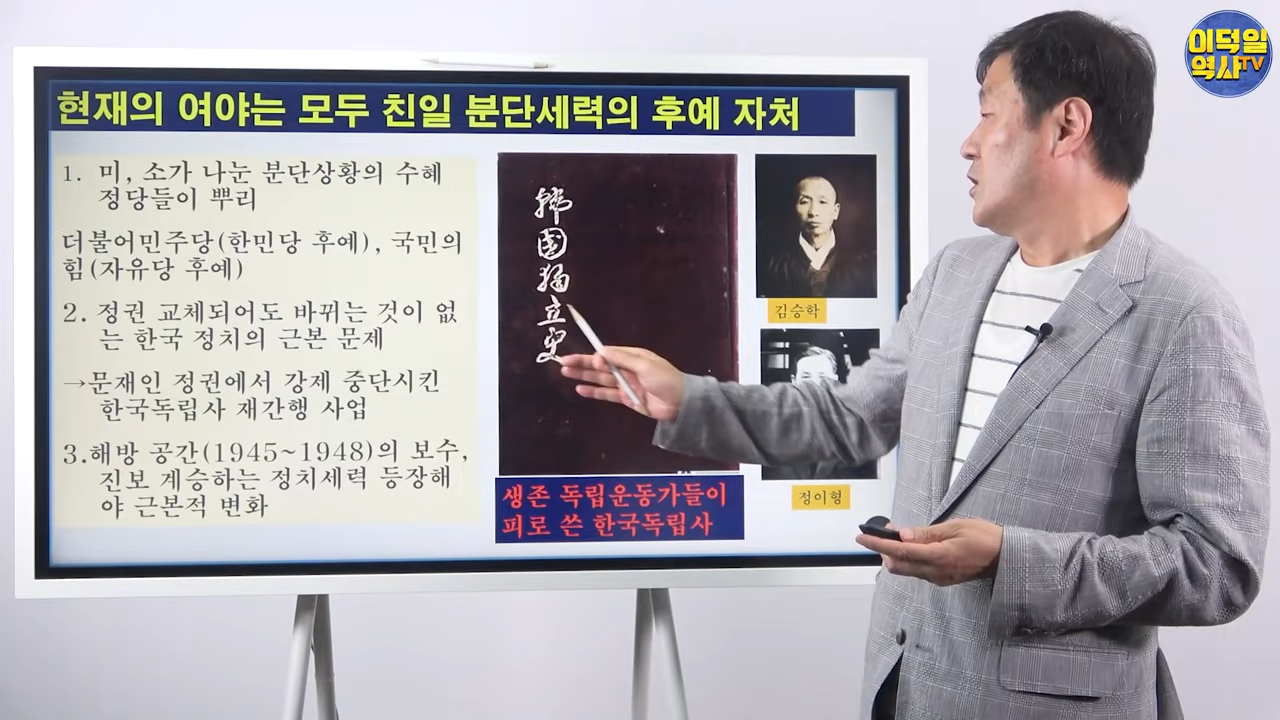 이덕일
역사TV
현재의 여야는 모두 친일 분단세력의 후예 자처
1. 미, 소가 나눈 분단상황의 수혜
정당들이 뿌리
더불어민주당(한민당 후예), 국민의
힘(자유당 후예)
2. 정권 교체되어도 바뀌는 것이 없
는 한국 정치의 근본 문제
→문재인 정권에서 강제 중단시킨
한국독립사 재간행 사업
3.해방 공간(1945~1948)의 보수,
진보 계승하는 정치세력 등장해
야 근본적 변화
韓國獨立史
생존 독립운동가들이
피로 쓴 한국독립사
김승학
정이형